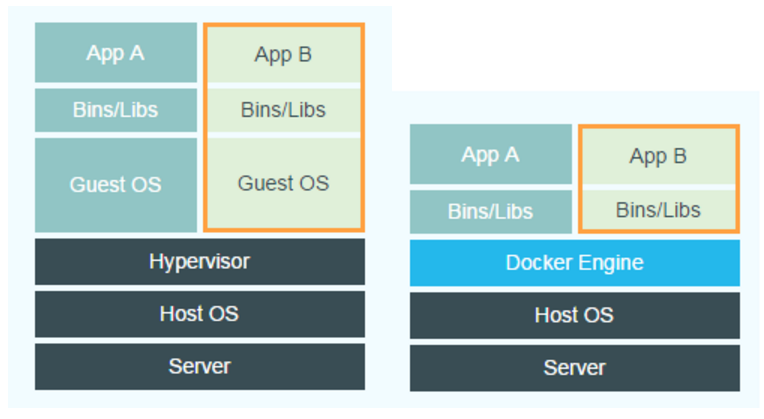 App A
App B
Bins/Libs
Bins/Libs
Guest OS
Guest OS
Hypervisor
Host OS
Server
App A
App B
Bins/Libs
Bins/Libs
Docker Engine
Host OS
Server